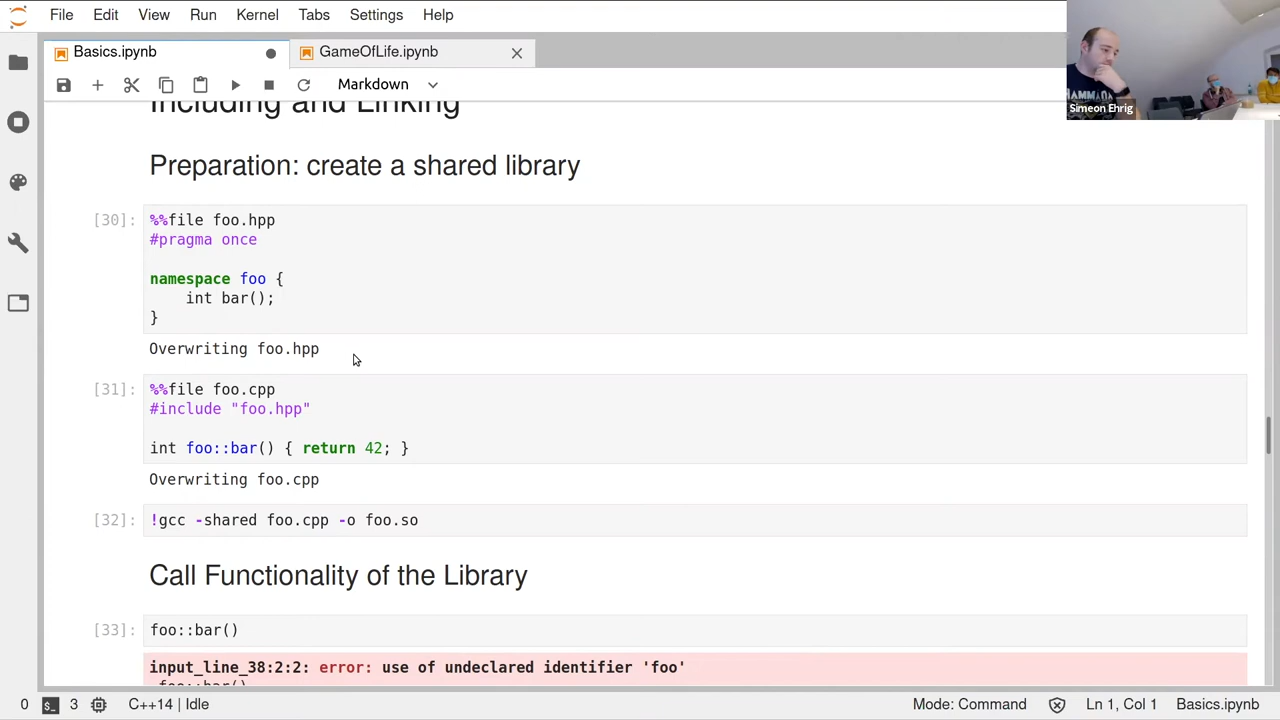 File Edit View Run Kernel Tabs Settings Help
Basics.ipynb
GameOfLife.ipynb
Markdown
Simeon Ehrig
Including and Linking
Preparation: create a shared library
[30]:
%%file foo.hpp
#pragma once
namespace foo {
int bar();
}
Overwriting foo.hpp
[31]:
%%file foo.cpp
#include "foo.hpp"
int foo::bar() { return 42; }
Overwriting foo.cpp
[32]:
!gcc -shared foo.cpp -o foo.so
Call Functionality of the Library
[33]:
foo::bar()
input_line_38:2:2: error: use of undeclared identifier 'foo'
foo::bar()
0 $_ 3 C++14 | Idle Mode: Command Ln 1, Col 1 Basics.ipynb